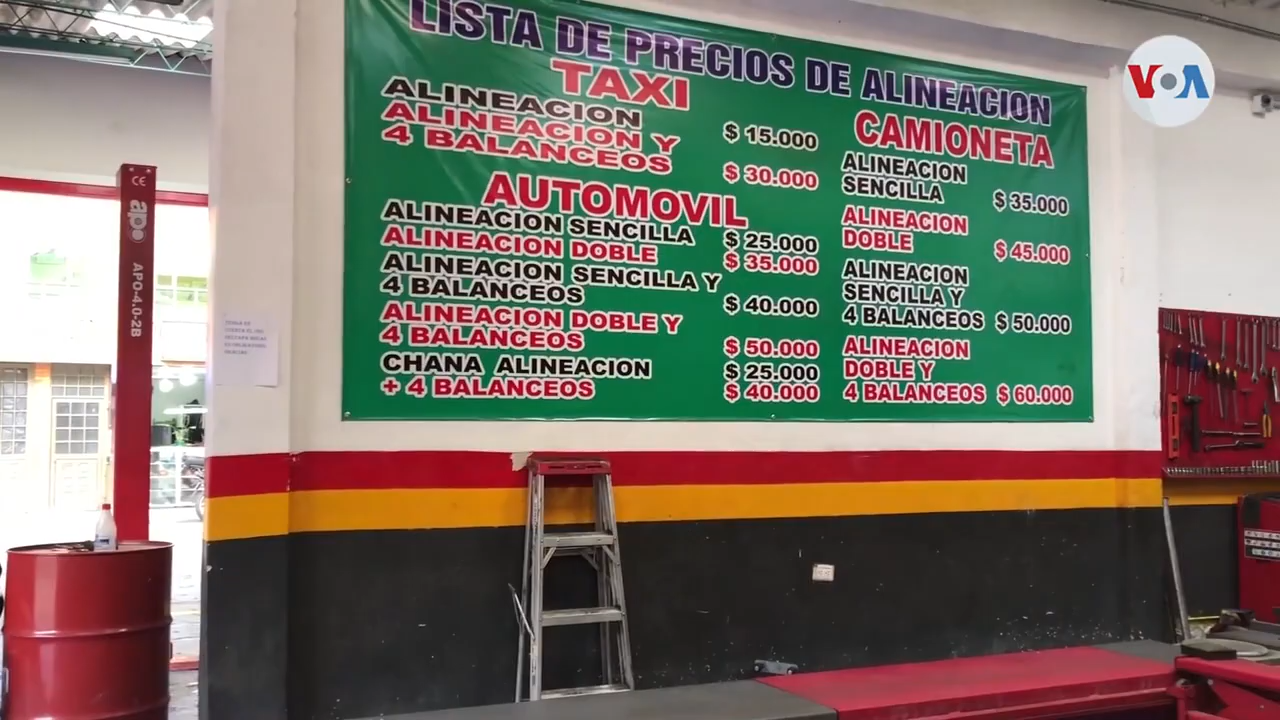 LISTA DE PRECIOS DE ALINEACION
TAXI
ALINEACION $ 15.000
ALINEACION Y
4 BALANCEOS $ 30.000
AUTOMOVIL
ALINEACION SENCILLA $ 25.000
ALINEACION DOBLE $ 35.000
ALINEACION SENCILLA Y
4 BALANCEOS $ 40.000
ALINEACION DOBLE Y
4 BALANCEOS $ 50.000
CHANA ALINEACION $ 25.000
+ 4 BALANCEOS $ 40.000
CAMIONETA
ALINEACION
SENCILLA $ 35.000
ALINEACION
DOBLE $ 45.000
ALINEACION
SENCILLA Y
4 BALANCEOS $ 50.000
ALINEACION
DOBLE Y
4 BALANCEOS $ 60.000
VOA
CE
apo
APO-4.0-2B